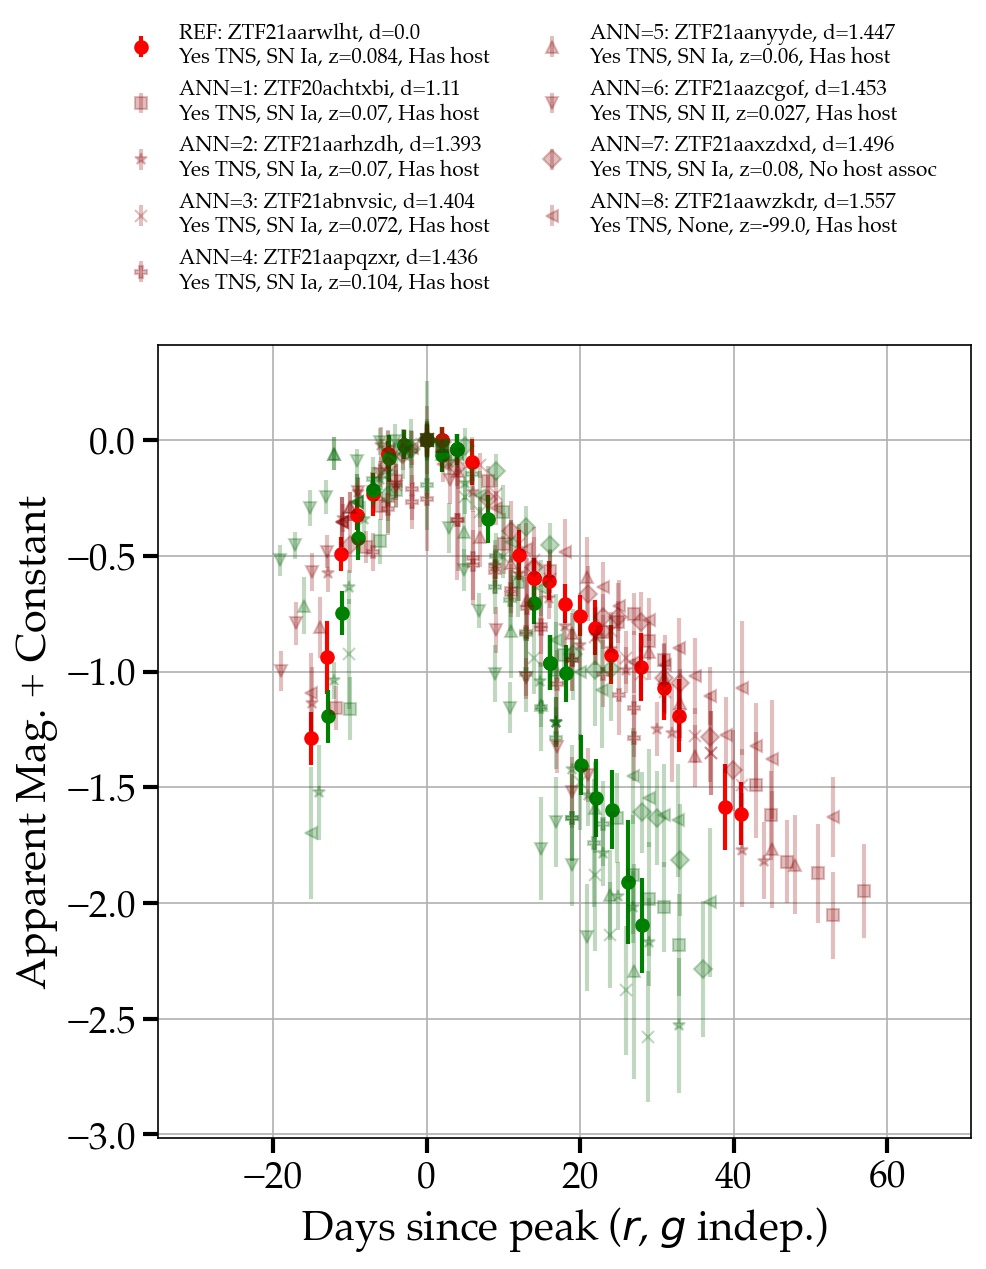 REF: ZTF21aarwlht, d=0.0
Yes TNS, SN Ia, z=0.084, Has host
ANN=1: ZTF20achtxbi, d=1.11
Yes TNS, SN Ia, z=0.07, Has host
ANN=2: ZTF21aarhzdh, d=1.393
Yes TNS, SN Ia, z=0.07, Has host
ANN=3: ZTF21abnvsic, d=1.404
Yes TNS, SN Ia, z=0.072, Has host
ANN=4: ZTF21aapqzxr, d=1.436
Yes TNS, SN Ia, z=0.104, Has host
ANN=5: ZTF21aanyyde, d=1.447
Yes TNS, SN Ia, z=0.06, Has host
ANN=6: ZTF21aazcgof, d=1.453
Yes TNS, SN II, z=0.027, Has host
ANN=7: ZTF21aaxzdxd, d=1.496
Yes TNS, SN Ia, z=0.08, No host assoc
ANN=8: ZTF21aawzkdr, d=1.557
Yes TNS, None, z=-99.0, Has host
Apparent Mag. + Constant
0.0
−0.5
−1.0
−1.5
−2.0
−2.5
−3.0
−20 0 20 40 60
Days since peak (r, g indep.)